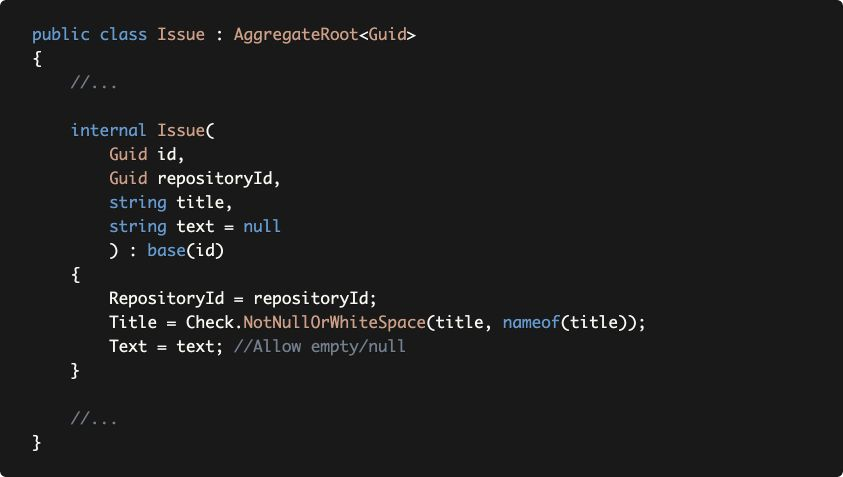 public class Issue : AggregateRoot<Guid>
{
    //...

    internal Issue(
        Guid id,
        Guid repositoryId,
        string title,
        string text = null
        ) : base(id)
    {
        RepositoryId = repositoryId;
        Title = Check.NotNullOrWhiteSpace(title, nameof(title));
        Text = text; //Allow empty/null
    }

    //...
}